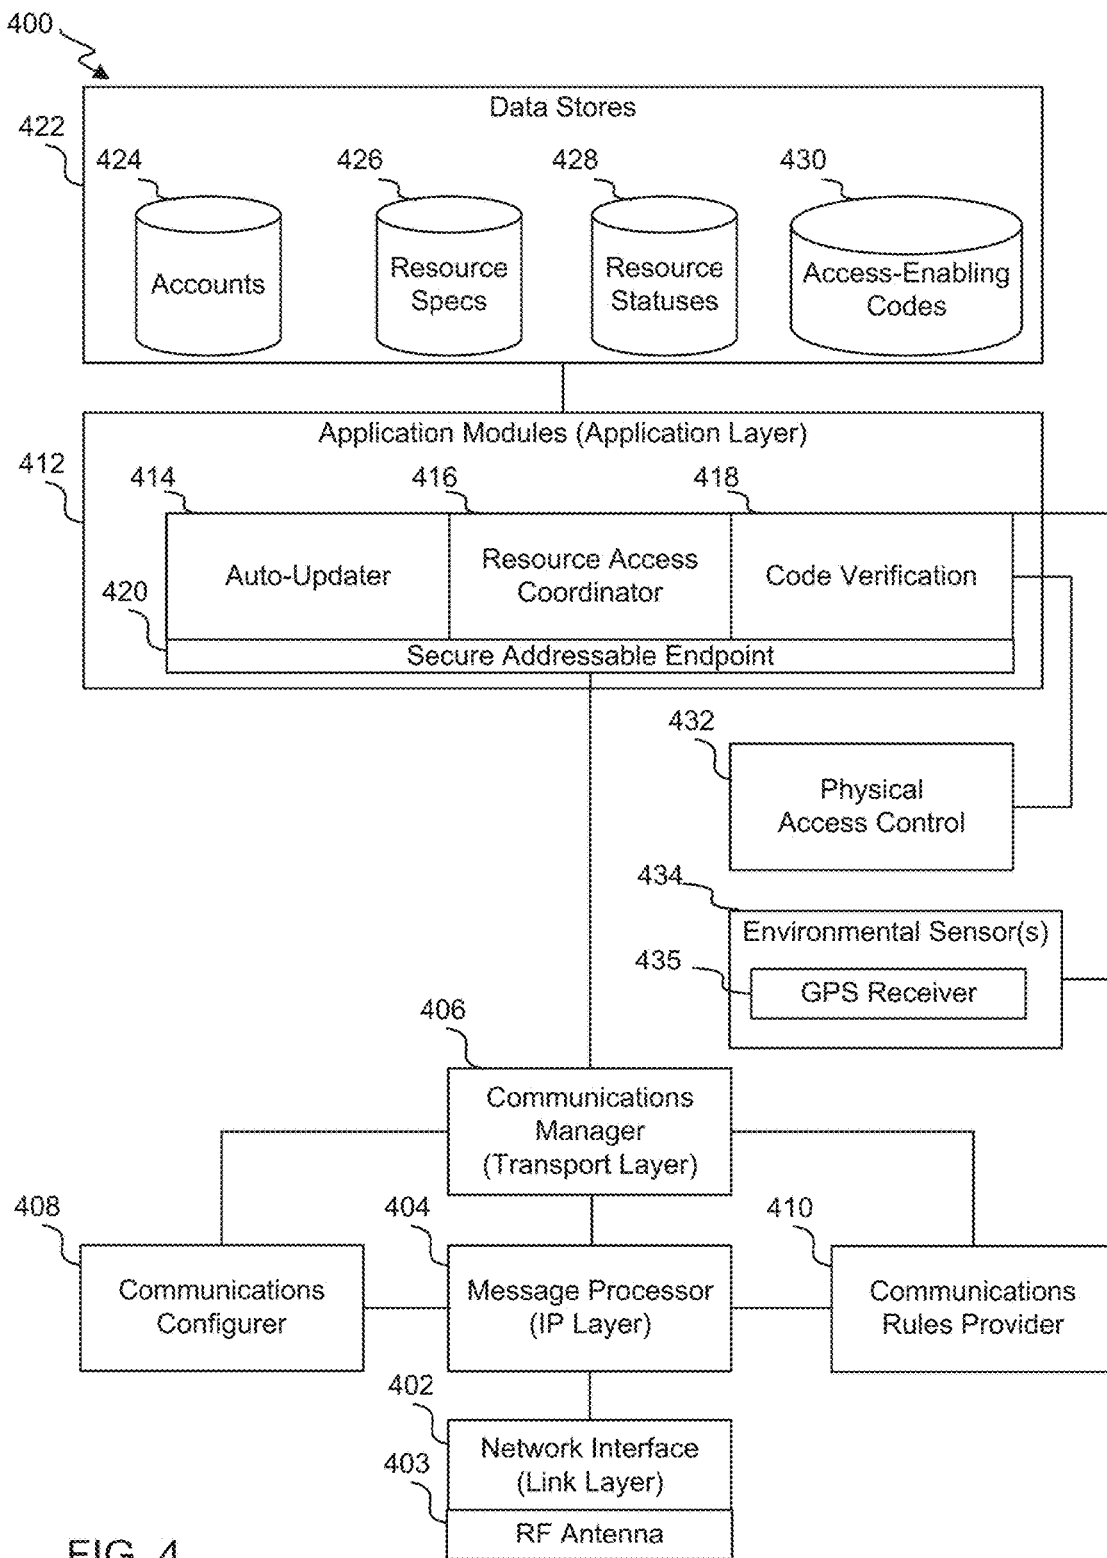 400
Data Stores
422
424
426
428
430
Accounts
Resource
Specs
Resource
Statuses
Access-Enabling
Codes
Application Modules (Application Layer)
412
414
416
418
Auto-Updater
Resource Access
Coordinator
Code Verification
420
Secure Addressable Endpoint
432
Physical
Access Control
434
Environmental Sensor(s)
435
GPS Receiver
406
Communications
Manager
(Transport Layer)
408
404
410
Communications
Configurer
Message Processor
(IP Layer)
Communications
Rules Provider
402
Network Interface
(Link Layer)
403
RF Antenna
FIG. 4